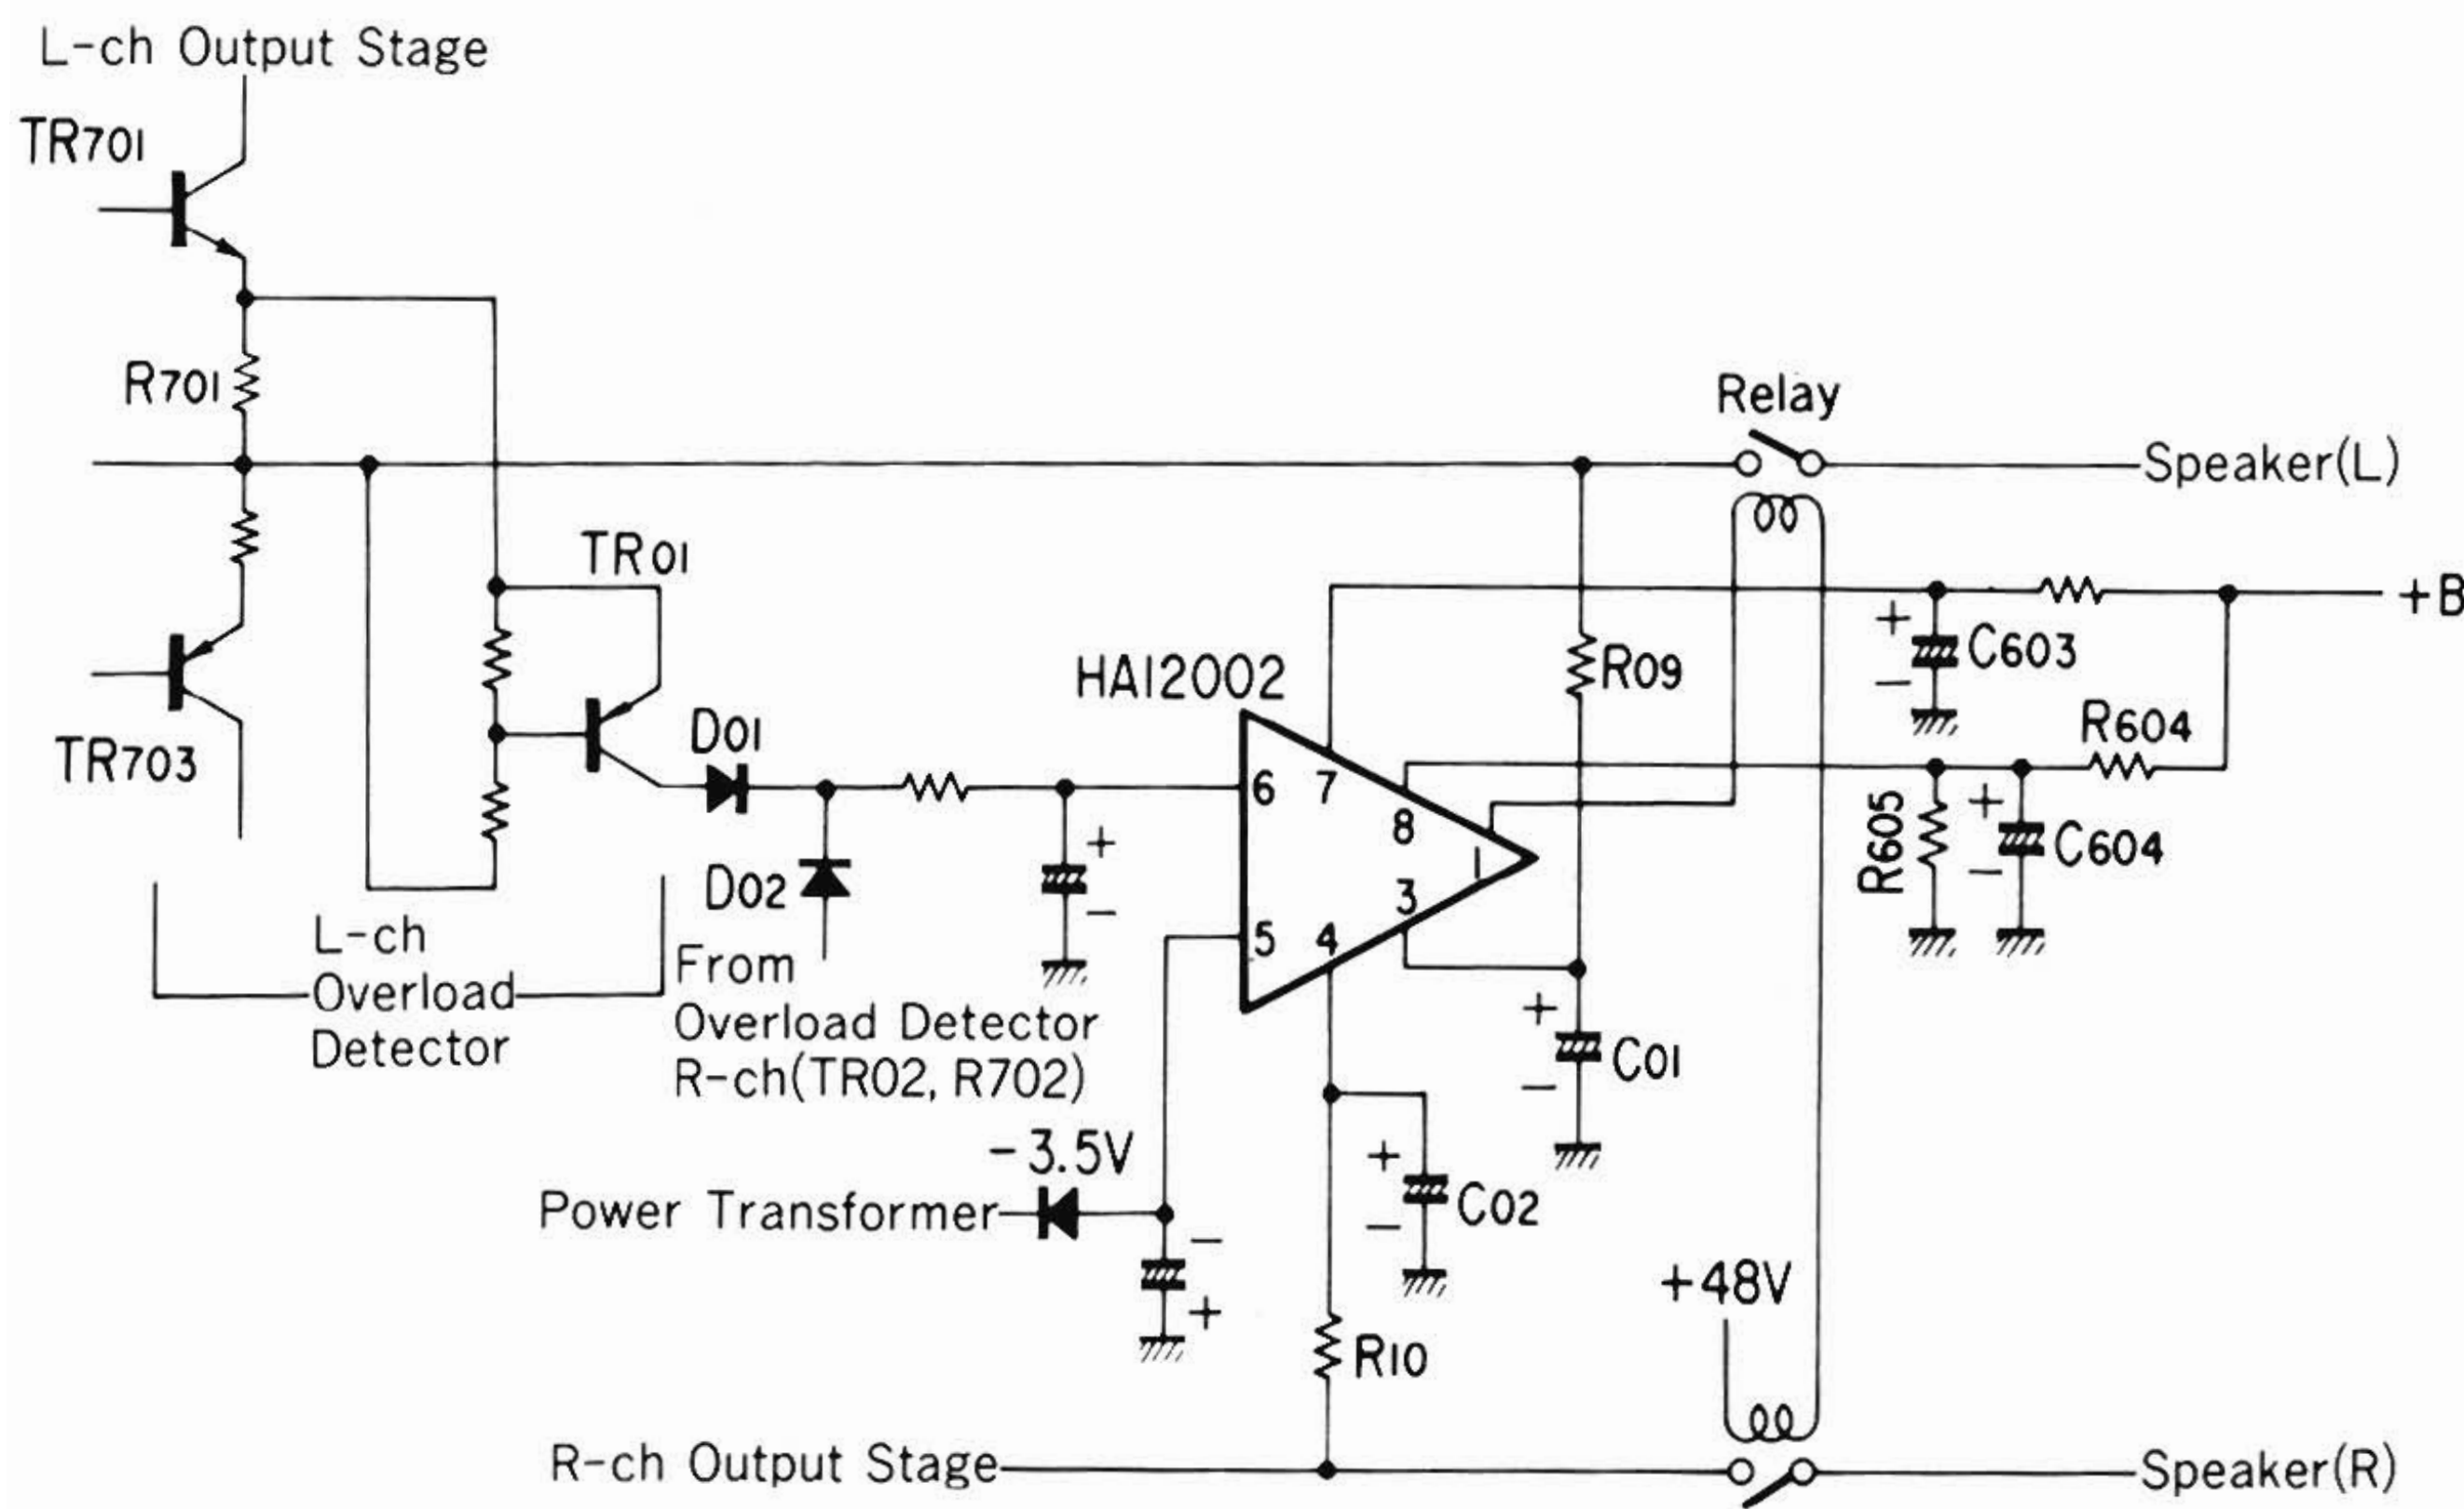 L-ch Output Stage
TR701
R701
Relay
Speaker(L)
TR01
+B
+
C603
−
HA12002
R09
R604
TR703
D01
6
7
8
1
R605
+
C604
−
D02
+
−
3
5
4
L-ch
Overload
Detector
From
Overload Detector
R-ch(TR02, R702)
+
C01
−
-3.5V
+
C02
−
Power Transformer
−
+
+48V
R10
R-ch Output Stage
Speaker(R)